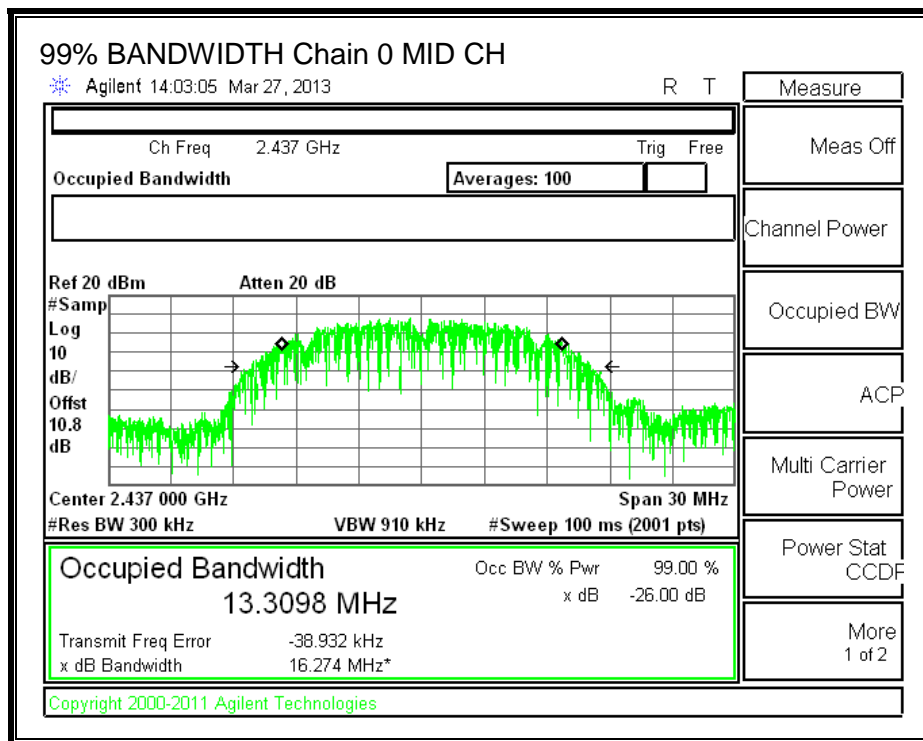 99% BANDWIDTH Chain 0 MID CH
Agilent 14:03:05 Mar 27, 2013 R T
Measure
Ch Freq 2.437 GHz Trig Free
Meas Off
Occupied Bandwidth Averages: 100
Channel Power
Ref 20 dBm Atten 20 dB
#Samp
Log
10
dB/
Offst
10.8
dB
Occupied BW
ACP
Center 2.437 000 GHz Span 30 MHz
#Res BW 300 kHz VBW 910 kHz #Sweep 100 ms (2001 pts)
Multi Carrier
Power
Occupied Bandwidth Occ BW % Pwr 99.00 %
13.3098 MHz x dB -26.00 dB
Power Stat
CCDF
Transmit Freq Error -38.932 kHz
x dB Bandwidth 16.274 MHz*
More
1 of 2
Copyright 2000-2011 Agilent Technologies